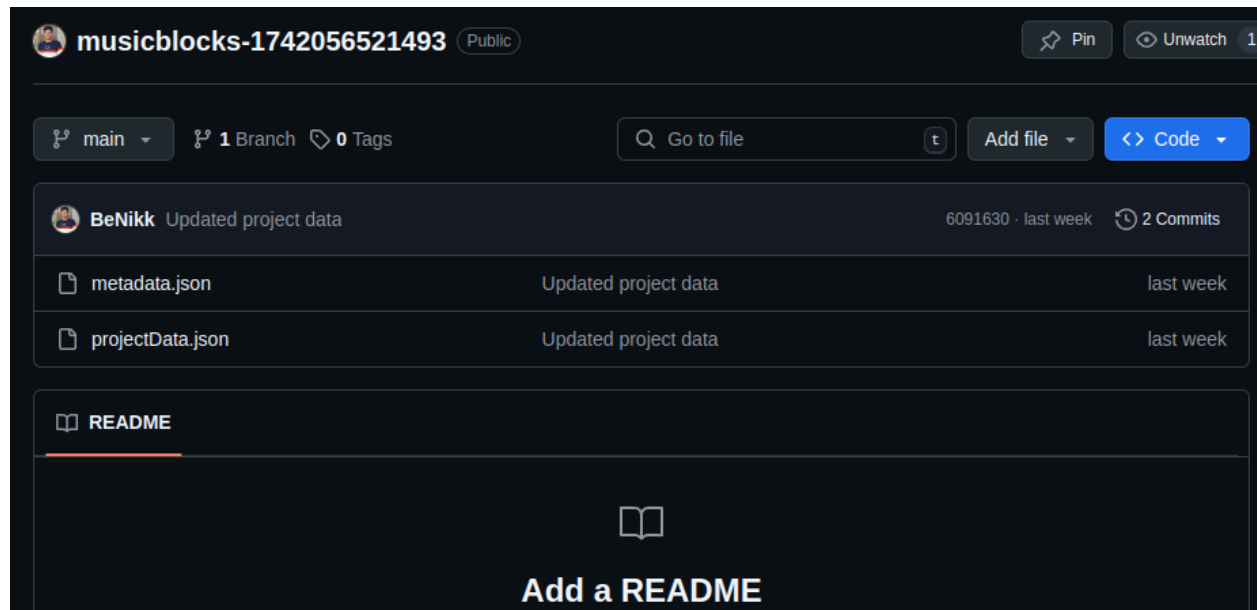 musicblocks-1742056521493 Public Pin Unwatch 1
main 1 Branch 0 Tags Go to file t Add file Code
BeNikk Updated project data 6091630 · last week 2 Commits
metadata.json Updated project data last week
projectData.json Updated project data last week
README
Add a README